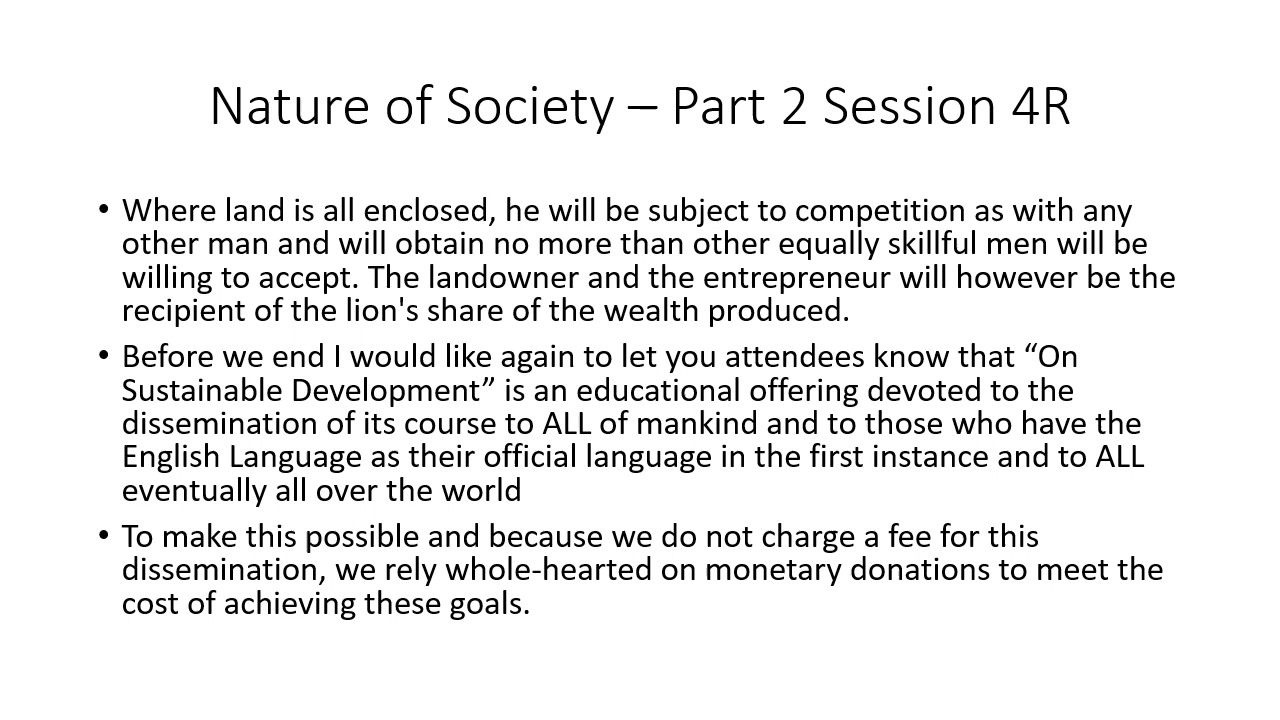 Nature of Society – Part 2 Session 4R
• Where land is all enclosed, he will be subject to competition as with any
other man and will obtain no more than other equally skillful men will be
willing to accept. The landowner and the entrepreneur will however be the
recipient of the lion's share of the wealth produced.
• Before we end I would like again to let you attendees know that “On
Sustainable Development” is an educational offering devoted to the
dissemination of its course to ALL of mankind and to those who have the
English Language as their official language in the first instance and to ALL
eventually all over the world
• To make this possible and because we do not charge a fee for this
dissemination, we rely whole-hearted on monetary donations to meet the
cost of achieving these goals.